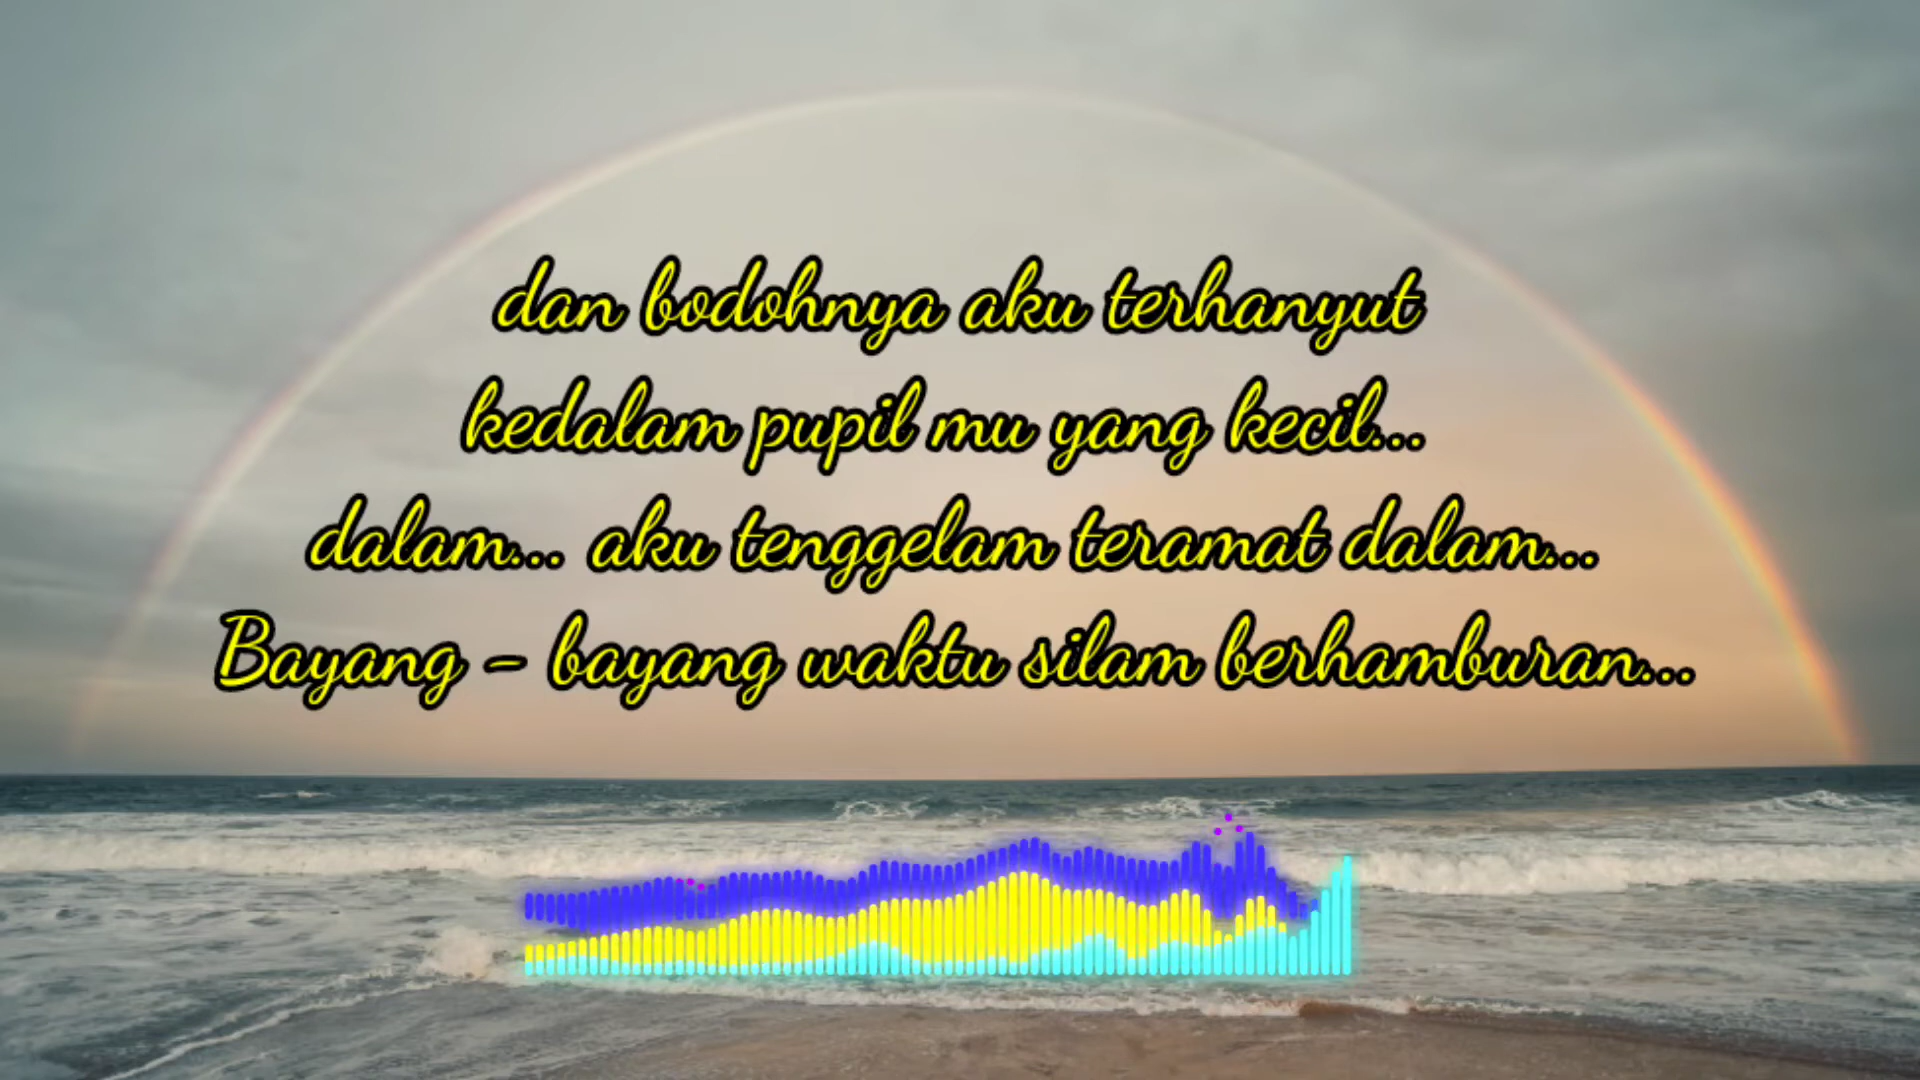 dan bodohnya aku terhanyut
kedalam pupil mu yang kecil...
dalam... aku tenggelam teramat dalam...
Bayang - bayang waktu silam berhamburan...